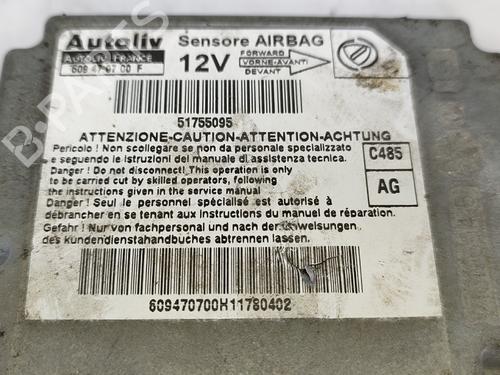 Autoliv
AUTOLIV FRANCE
609 47 07 00 F
Sensore AIRBAG
12V
FORWARD
VORNE-AVANTI
DEVANT
51755095
ATTENZIONE-CAUTION-ATTENTION-ACHTUNG
Pericolo ! Non scollegare se non da personale specializzato
e seguendo le istruzioni del manuale di assistenza tecnica.
Danger ! Do not disconnect! This operation is only
to be carried cut by skilled operators, following
the instructions given in the service manual
Danger ! Seul le personnel spécialisé est autorisé à
débrancher en se tenant aux instructions du manuel de réparation.
Gefahr ! Nur von fachpersonal und nach der Anweisungen
des kundendienstahandbuches abtrennen lassen.
C485
AG
609470700H11780402
B-PARTS